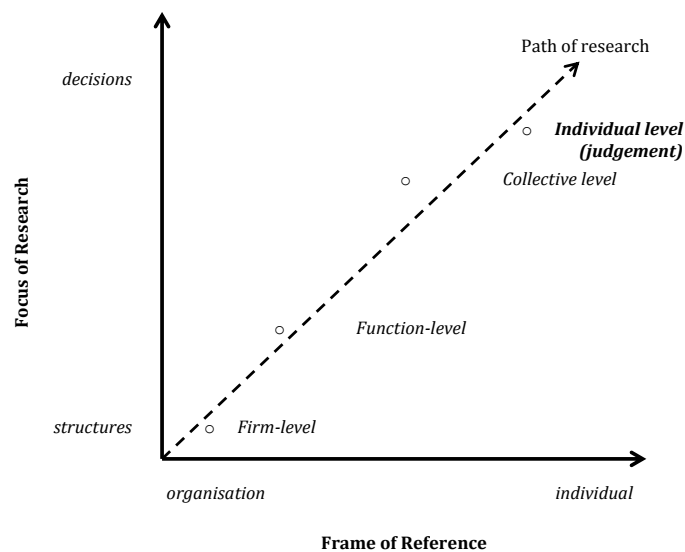 Path of research
decisions
Individual level
(judgement)
Collective level
Focus of Research
Function-level
structures
Firm-level
organisation
individual
Frame of Reference